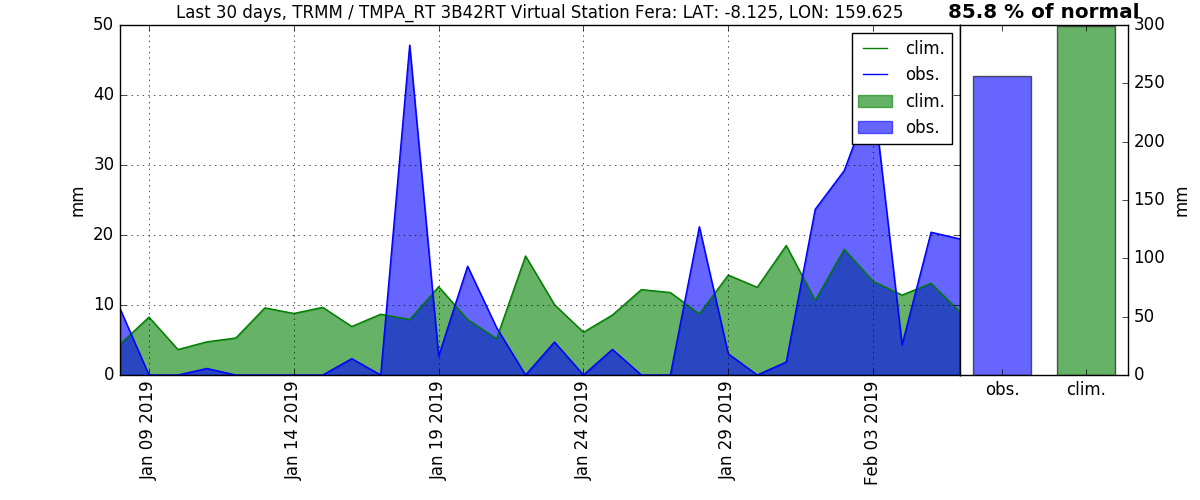 Last 30 days, TRMM / TMPA_RT 3B42RT Virtual Station Fera: LAT: -8.125, LON: 159.625
85.8 % of normal
50
40
30
20
10
0
mm
clim.
obs.
clim.
obs.
300
250
200
150
100
50
0
mm
Jan 09 2019
Jan 14 2019
Jan 19 2019
Jan 24 2019
Jan 29 2019
Feb 03 2019
obs.
clim.